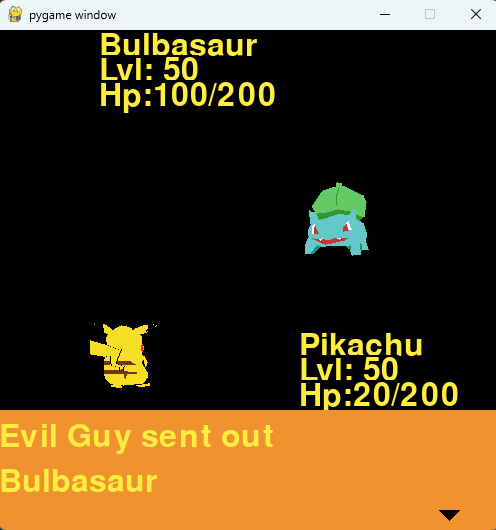 pygame window
Bulbasaur
Lvl: 50
Hp:100/200
Pikachu
Lvl: 50
Hp:20/200
Evil Guy sent out
Bulbasaur